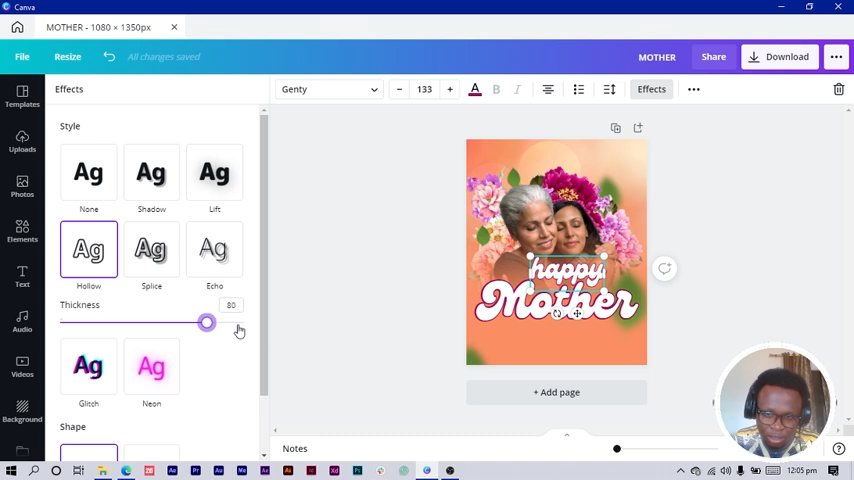 Canva
MOTHER - 1080 × 1350px
File
Resize
All changes saved
MOTHER
Share
Download
Effects
Genty
133
B
I
Effects
Templates
Uploads
Photos
Elements
Text
Audio
Videos
Background
Style
Ag
Ag
Ag
None
Shadow
Lift
Ag
Ag
Ag
Hollow
Splice
Echo
Thickness
80
Ag
Ag
Glitch
Neon
Shape
happy
Mother
+ Add page
Notes
12:05 pm